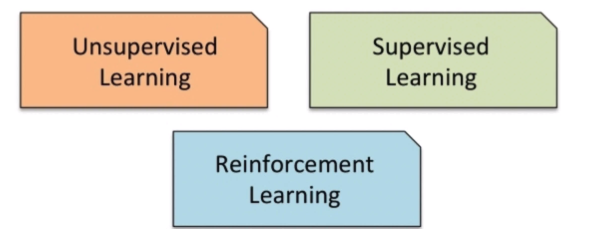 Unsupervised
Learning
Supervised
Learning
Reinforcement
Learning